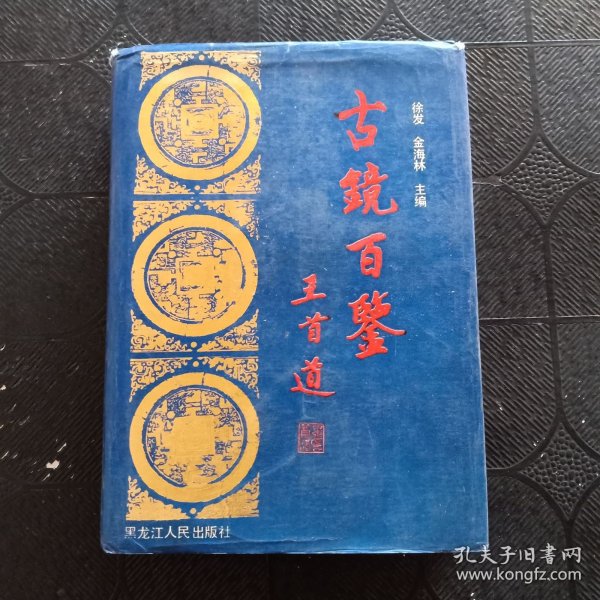 徐发 金海林 主编
古镜百鉴
王首道
黑龙江人民出版社
孔夫子旧书网
www.kongfz.com